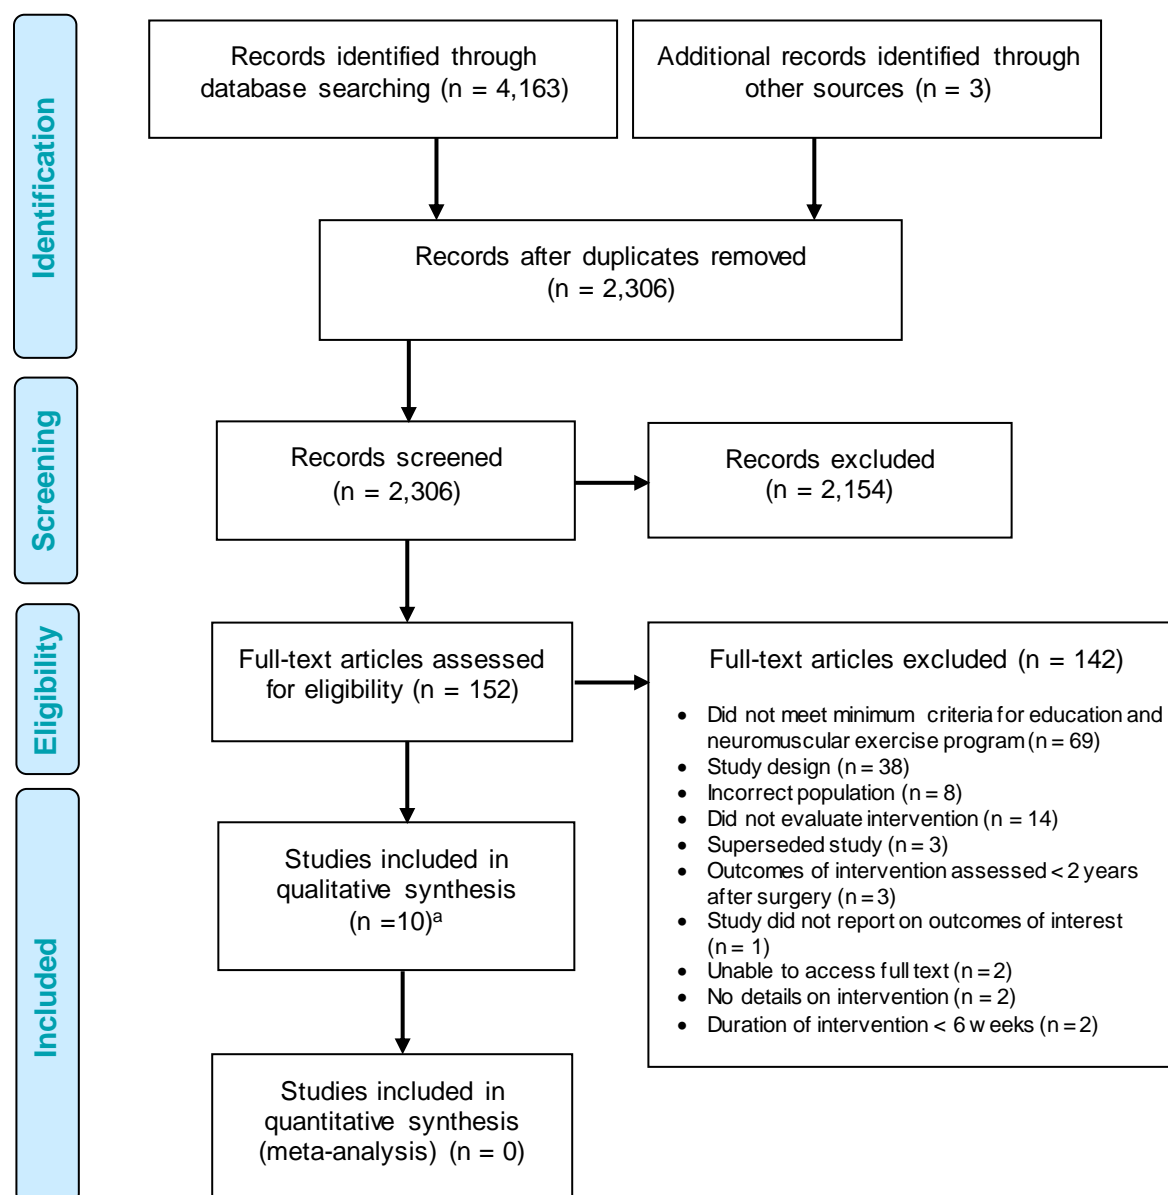 Identification
Records identified through
database searching (n = 4,163)
Additional records identified through
other sources (n = 3)
Records after duplicates removed
(n = 2,306)
Screening
Records screened
(n = 2,306)
Records excluded
(n = 2,154)
Eligibility
Full-text articles assessed
for eligibility (n = 152)
Full-text articles excluded (n = 142)
• Did not meet minimum criteria for education and
neuromuscular exercise program (n = 69)
• Study design (n = 38)
• Incorrect population (n = 8)
• Did not evaluate intervention (n = 14)
• Superseded study (n = 3)
• Outcomes of intervention assessed < 2 years
after surgery (n = 3)
• Study did not report on outcomes of interest
(n = 1)
• Unable to access full text (n = 2)
• No details on intervention (n = 2)
• Duration of intervention < 6 weeks (n = 2)
Included
Studies included in
qualitative synthesis
(n =10)ᵃ
Studies included in
quantitative synthesis
(meta-analysis) (n = 0)